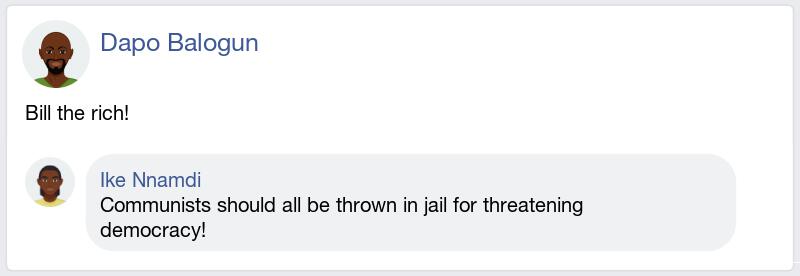 Dapo Balogun
Bill the rich!
Ike Nnamdi
Communists should all be thrown in jail for threatening
democracy!